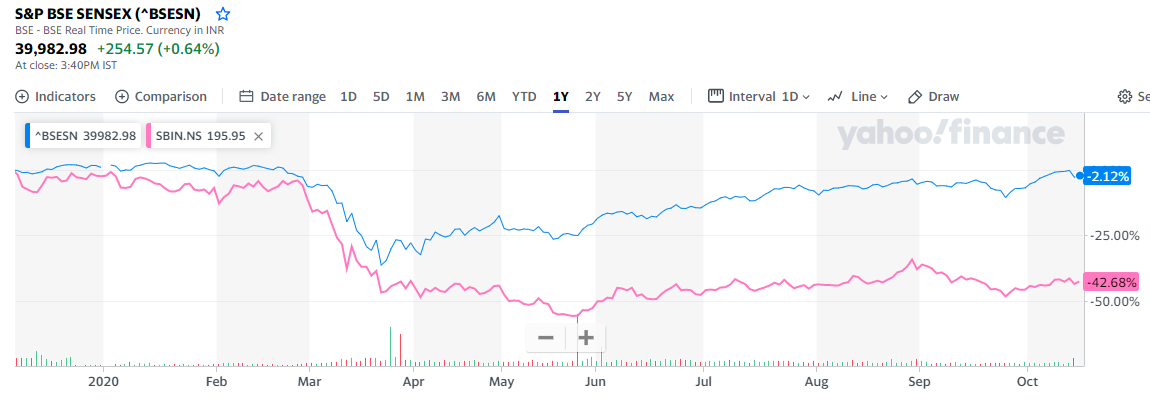 S&P BSE SENSEX (^BSESN)
BSE - BSE Real Time Price. Currency in INR
39,982.98 +254.57 (+0.64%)
At close: 3:40PM IST
Indicators Comparison Date range 1D 5D 1M 3M 6M YTD 1Y 2Y 5Y Max Interval 1D Line Draw Se
^BSESN 39982.98 SBIN.NS 195.95
yahoo!finance
-2.12%
-25.00%
-42.68%
-50.00%
2020 Feb Mar Apr May Jun Jul Aug Sep Oct